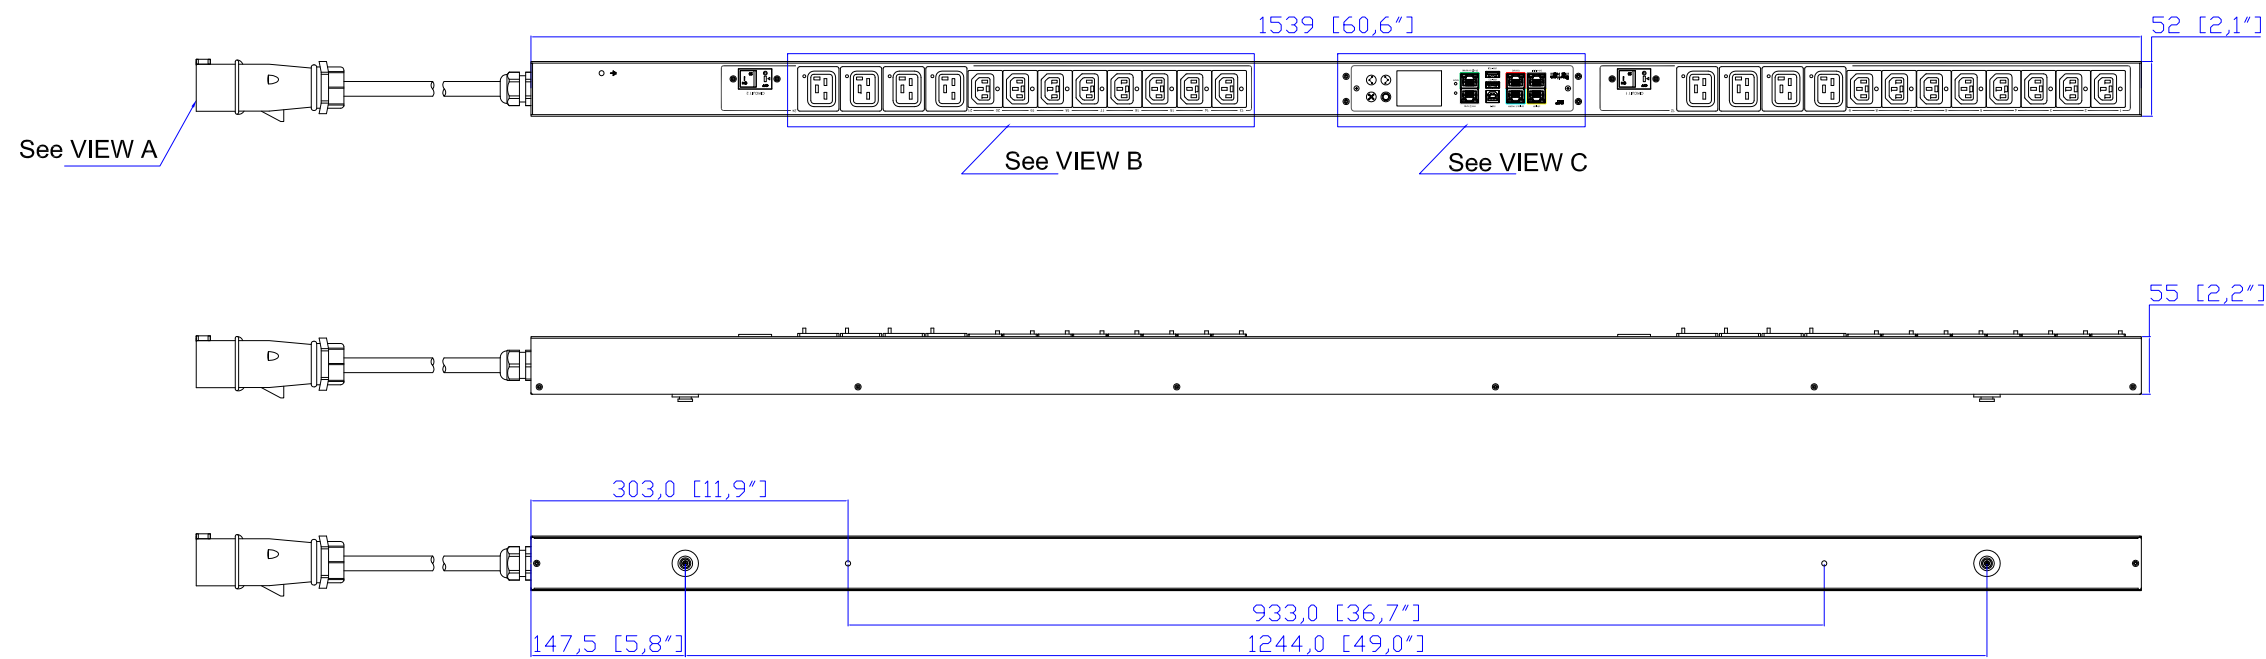 1539 [60,6"]
52 [2,1"]
See VIEW A
See VIEW B
See VIEW C
55 [2,2"]
303,0 [11,9"]
933,0 [36,7"]
147,5 [5,8"]
1244,0 [49,0"]